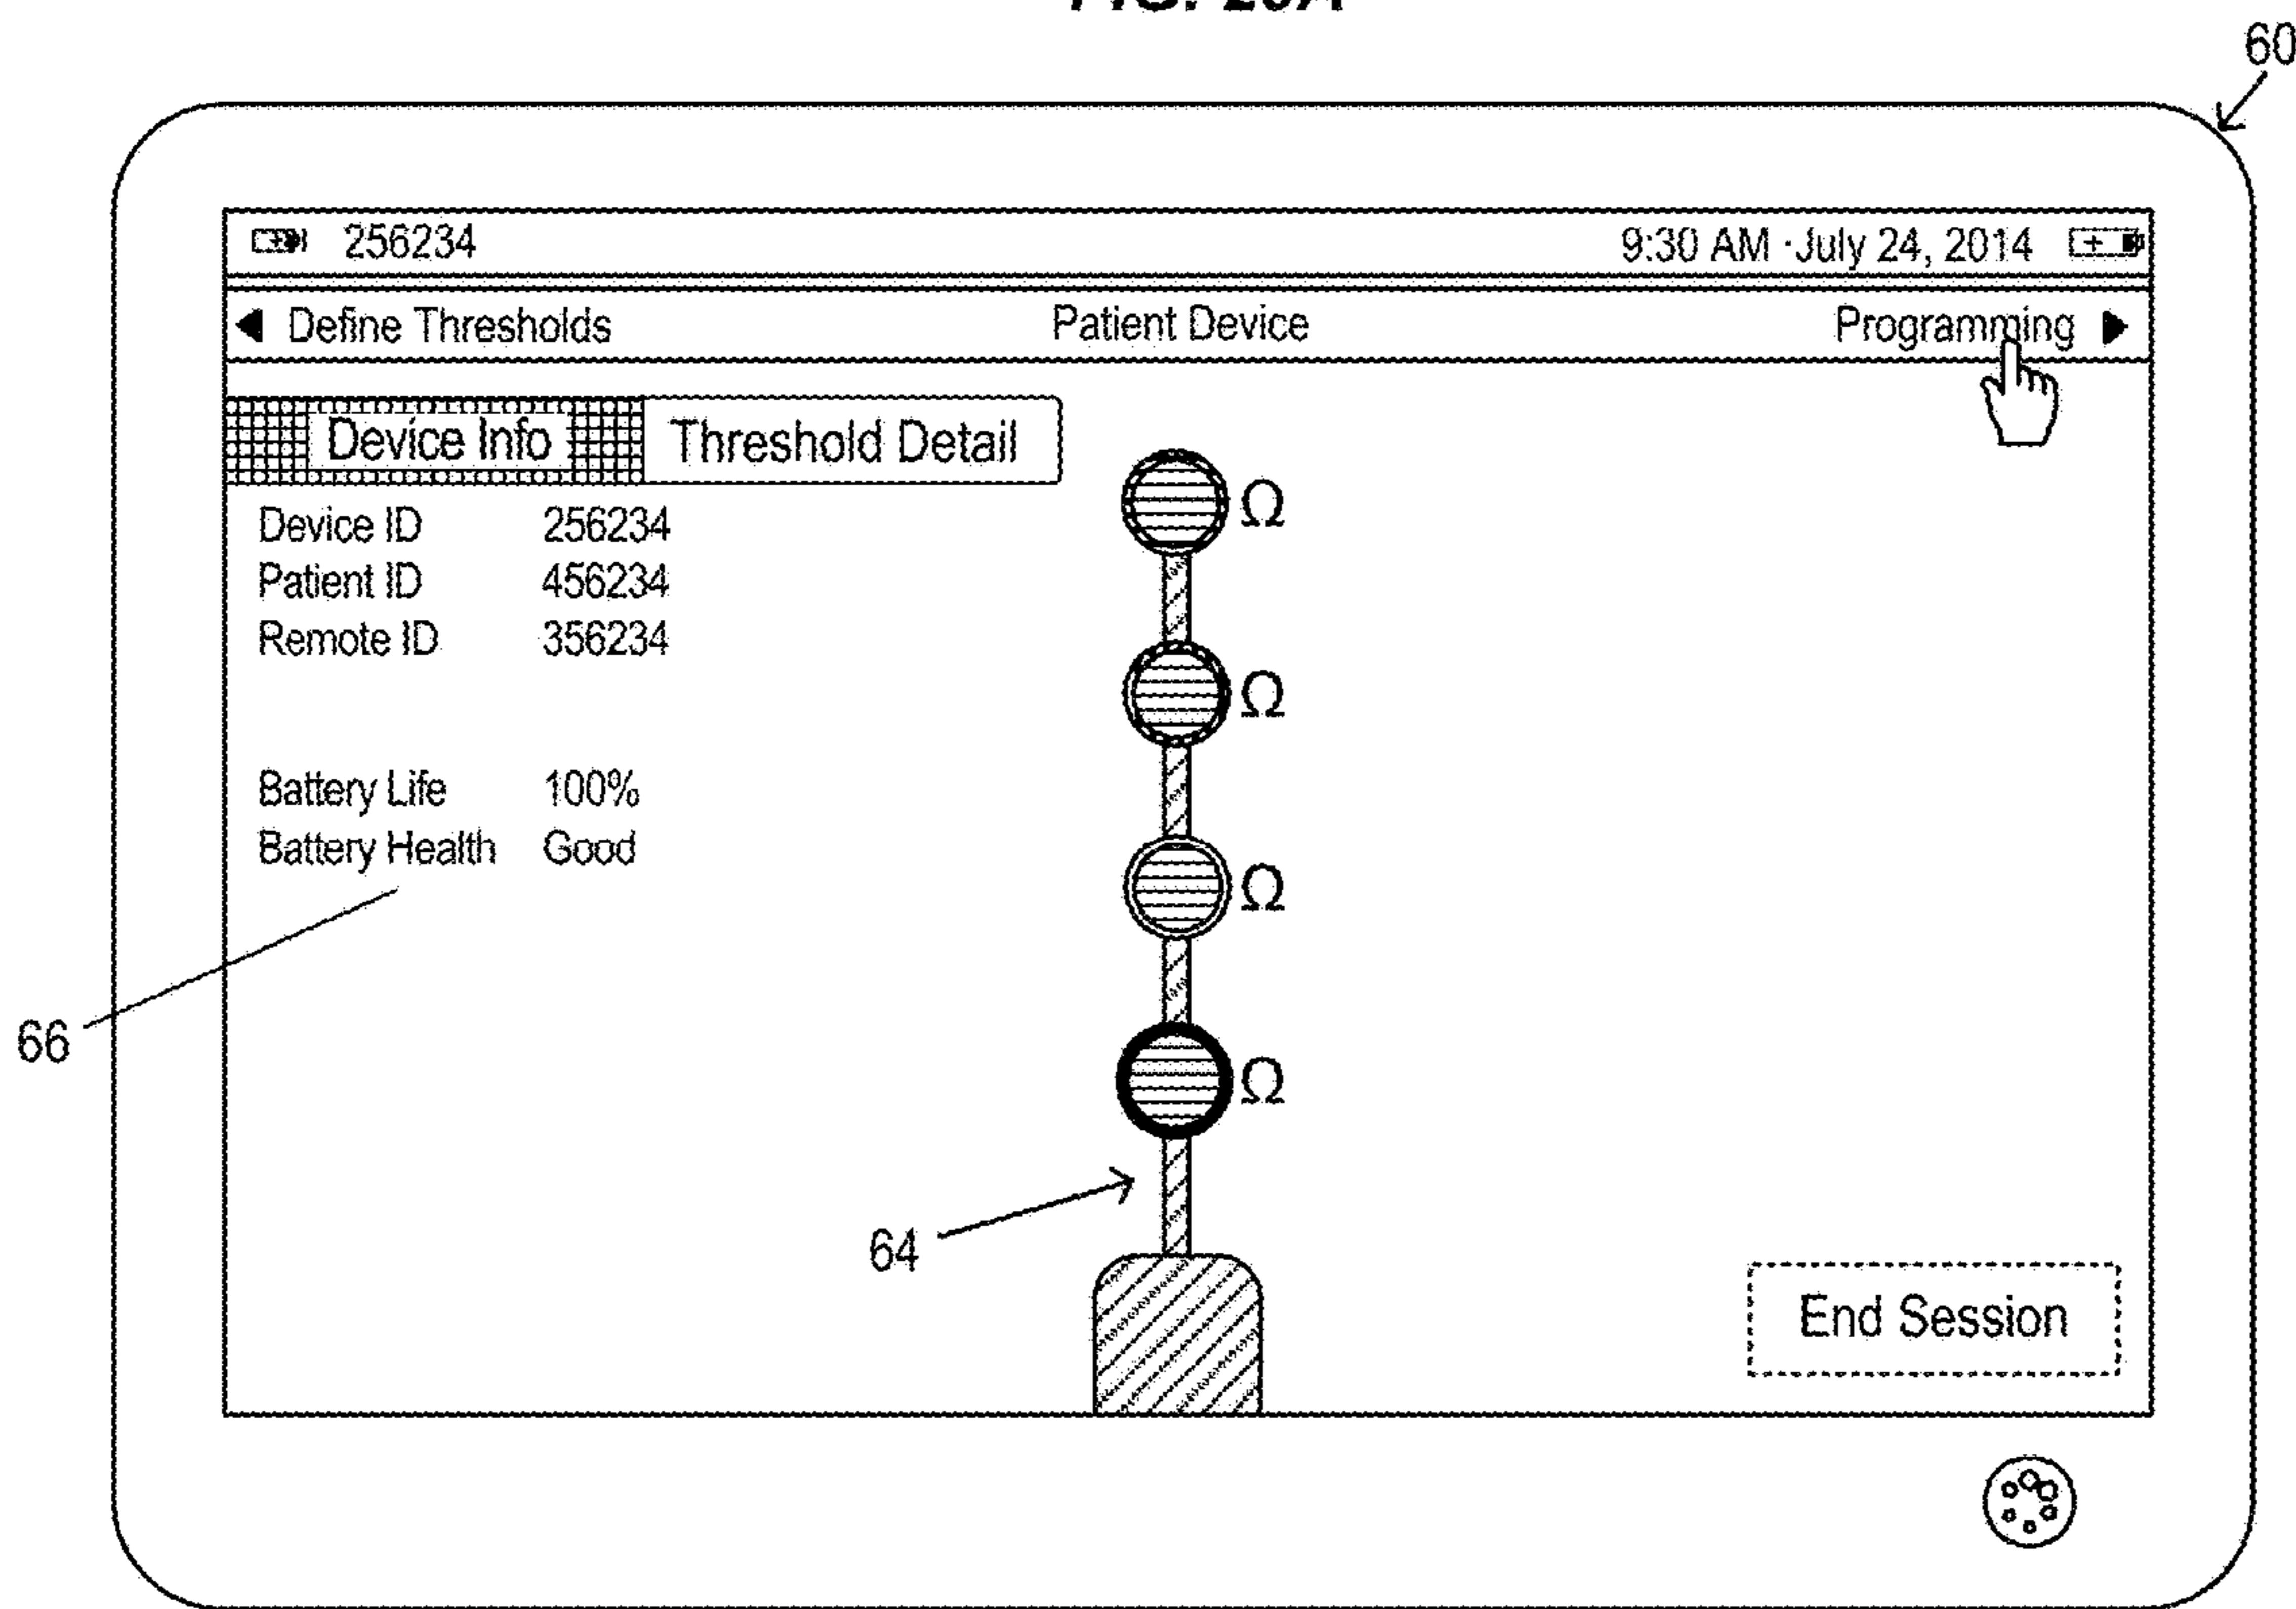 60
256234
9:30 AM ·July 24, 2014
Define Thresholds
Patient Device
Programming
Device Info
Threshold Detail
Device ID 256234
Patient ID 456234
Remote ID 356234
Battery Life 100%
Battery Health Good
Ω
Ω
Ω
Ω
66
64
End Session